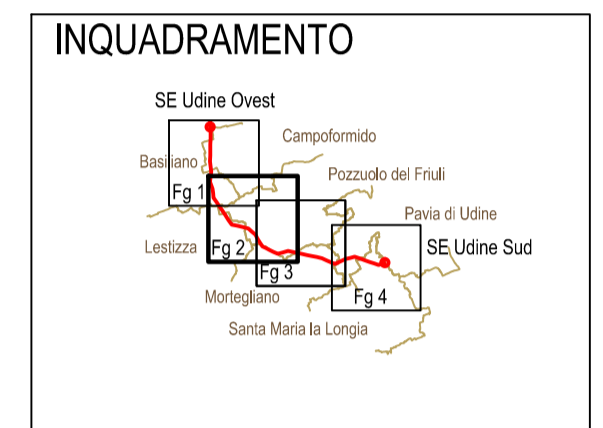 INQUADRAMENTO
SE Udine Ovest
Campoformido
Basiliano
Pozzuolo del Friuli
Fg 1
Pavia di Udine
Lestizza
Fg 2
SE Udine Sud
Fg 3
Mortegliano
Fg 4
Santa Maria la Longia